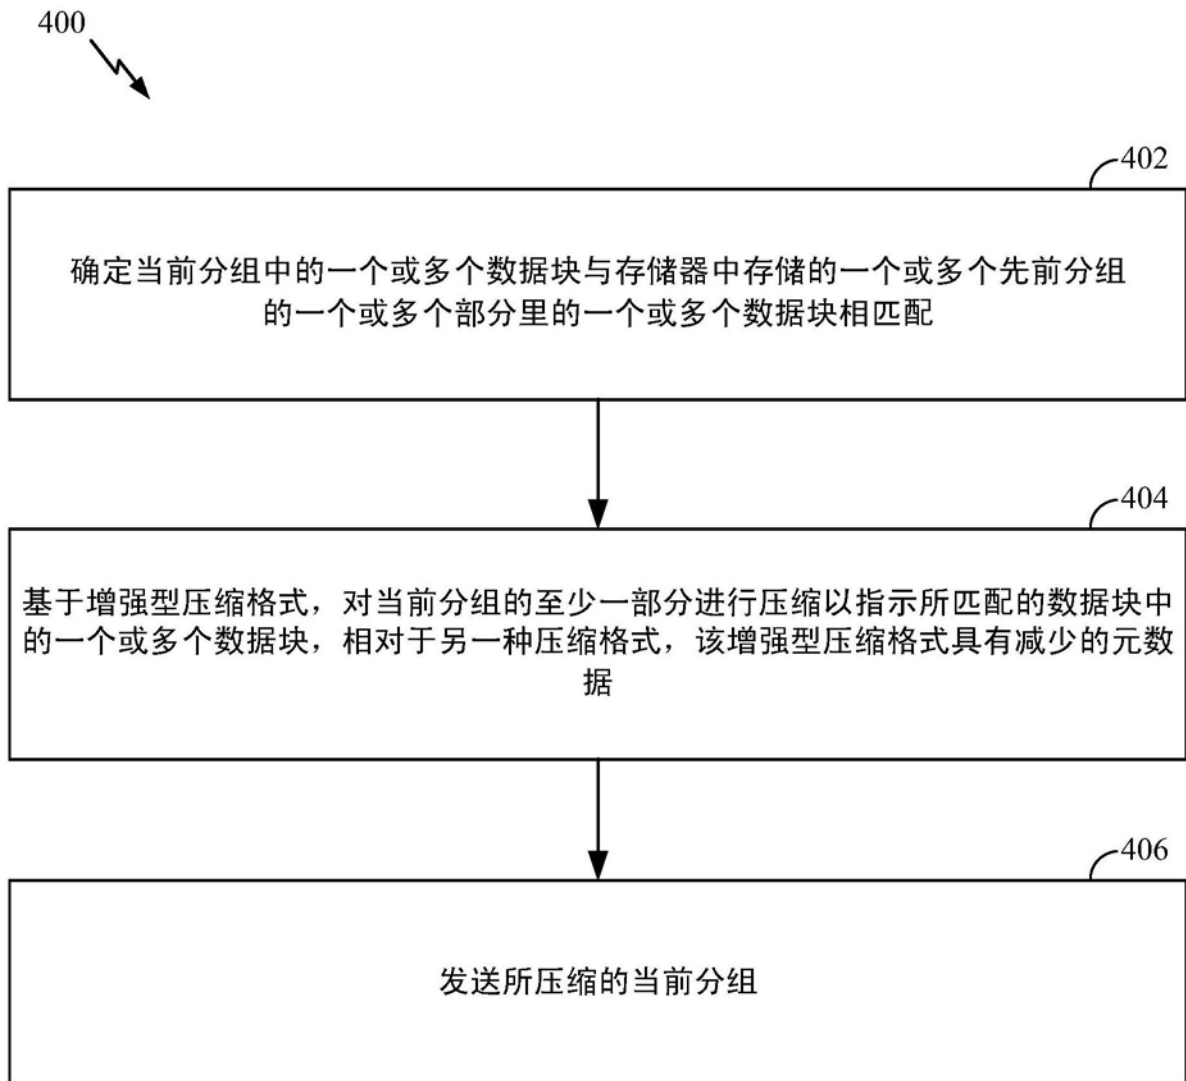 400
402
确定当前分组中的一个或多个数据块与存储器中存储的一个或多个先前分组
的一个或多个部分里的一个或多个数据块相匹配
404
基于增强型压缩格式，对当前分组的至少一部分进行压缩以指示所匹配的数据块中
的一个或多个数据块，相对于另一种压缩格式，该增强型压缩格式具有减少的元数
据
406
发送所压缩的当前分组